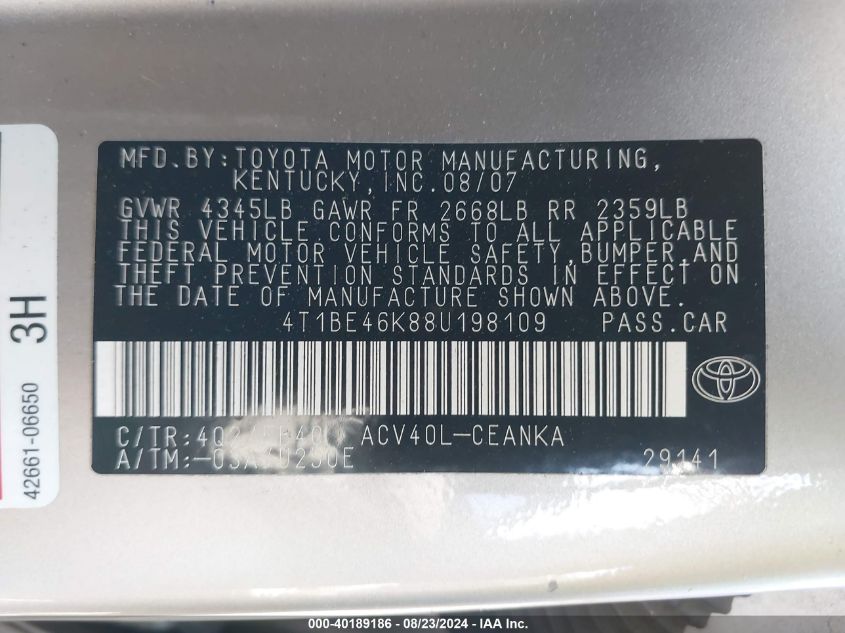 MFD.BY:TOYOTA MOTOR MANUFACTURING,
KENTUCKY,INC.08/07
GVWR 4345LB GAWR FR 2668LB RR 2359LB
THIS VEHICLE CONFORMS TO ALL APPLICABLE
FEDERAL MOTOR VEHICLE SAFETY,BUMPER,AND
THEFT PREVENTION STANDARDS IN EFFECT ON
THE DATE OF MANUFACTURE SHOWN ABOVE.
4T1BE46K88U198109 PASS.CAR
C/TR: ACV40L-CEANKA
A/TM: 29141
3H
42661-06650
000-40189186 - 08/23/2024 - IAA Inc.